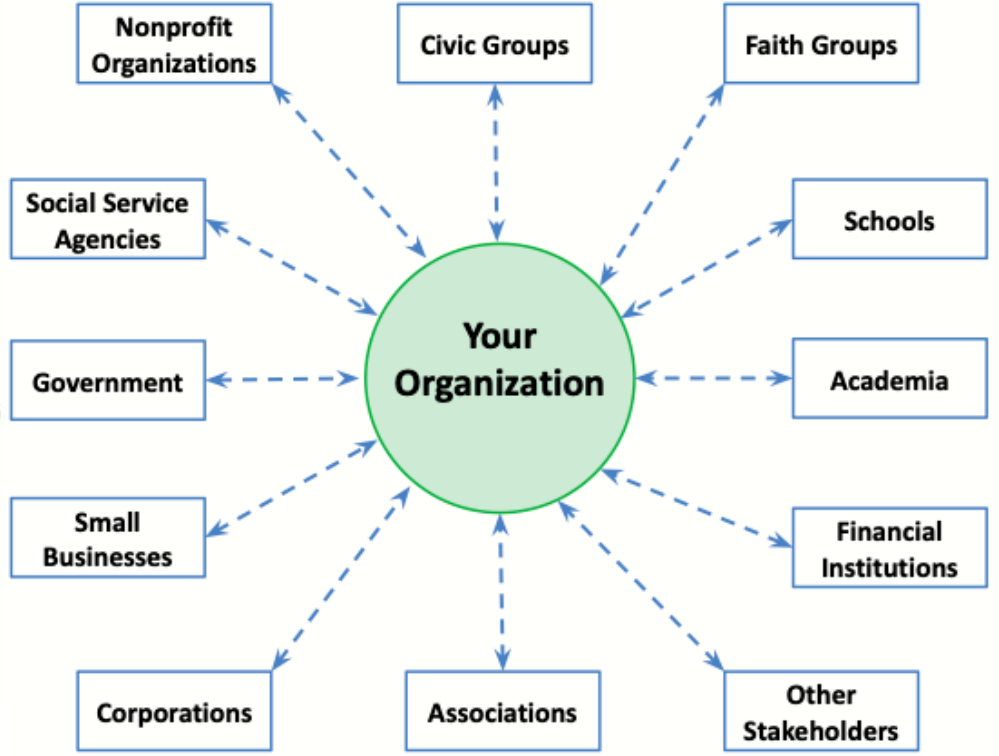 Nonprofit
Organizations
Civic Groups
Faith Groups
Social Service
Agencies
Schools
Your
Organization
Government
Academia
Small
Businesses
Financial
Institutions
Corporations
Associations
Other
Stakeholders